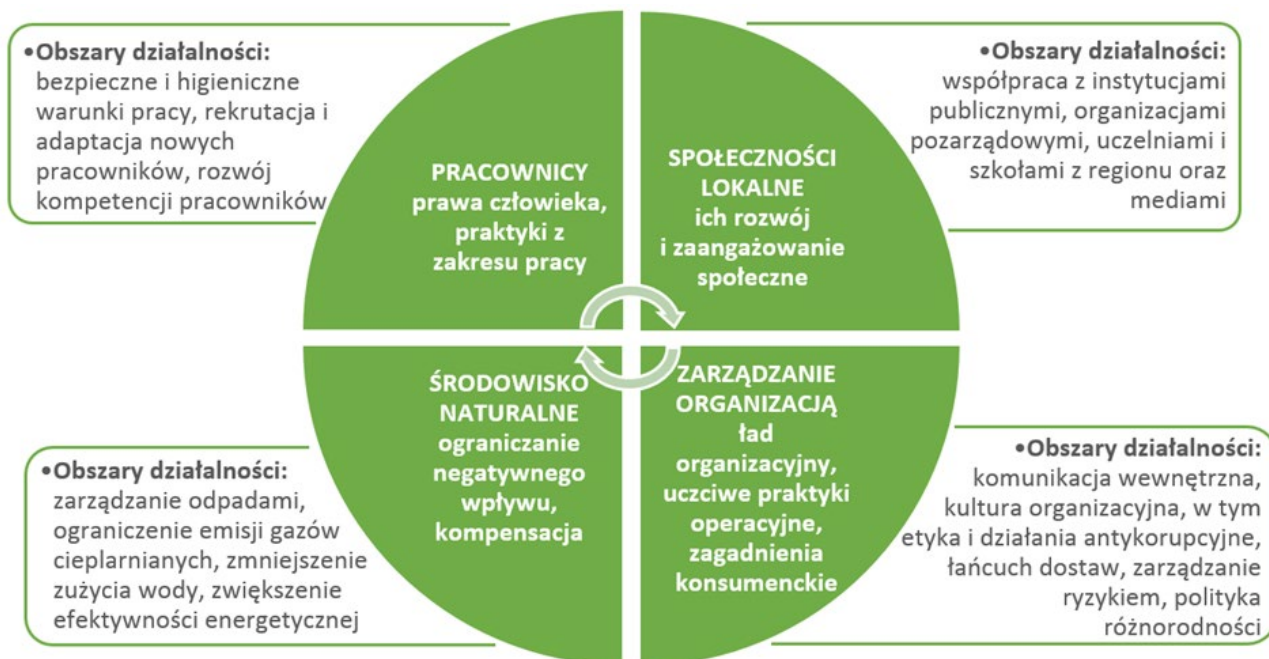 •Obszary działalności:
bezpieczne i higieniczne
warunki pracy, rekrutacja i
adaptacja nowych
pracowników, rozwój
kompetencji pracowników
PRACOWNICY
prawa człowieka,
praktyki z
zakresu pracy
•Obszary działalności:
współpraca z instytucjami
publicznymi, organizacjami
pozarządowymi, uczelniami i
szkołami z regionu oraz
mediami
SPOŁECZNOŚCI
LOKALNE
ich rozwój
i zaangażowanie
społeczne
ŚRODOWISKO
NATURALNE
ograniczanie
negatywnego
wpływu,
kompensacja
•Obszary działalności:
zarządzanie odpadami,
ograniczenie emisji gazów
cieplarnianych, zmniejszenie
zużycia wody, zwiększenie
efektywności energetycznej
ZARZĄDZANIE
ORGANIZACJĄ
ład
organizacyjny,
uczciwe praktyki
operacyjne,
zagadnienia
konsumenckie
•Obszary działalności:
komunikacja wewnętrzna,
kultura organizacyjna, w tym
etyka i działania antykorupcyjne,
łańcuch dostaw, zarządzanie
ryzykiem, polityka
różnorodności